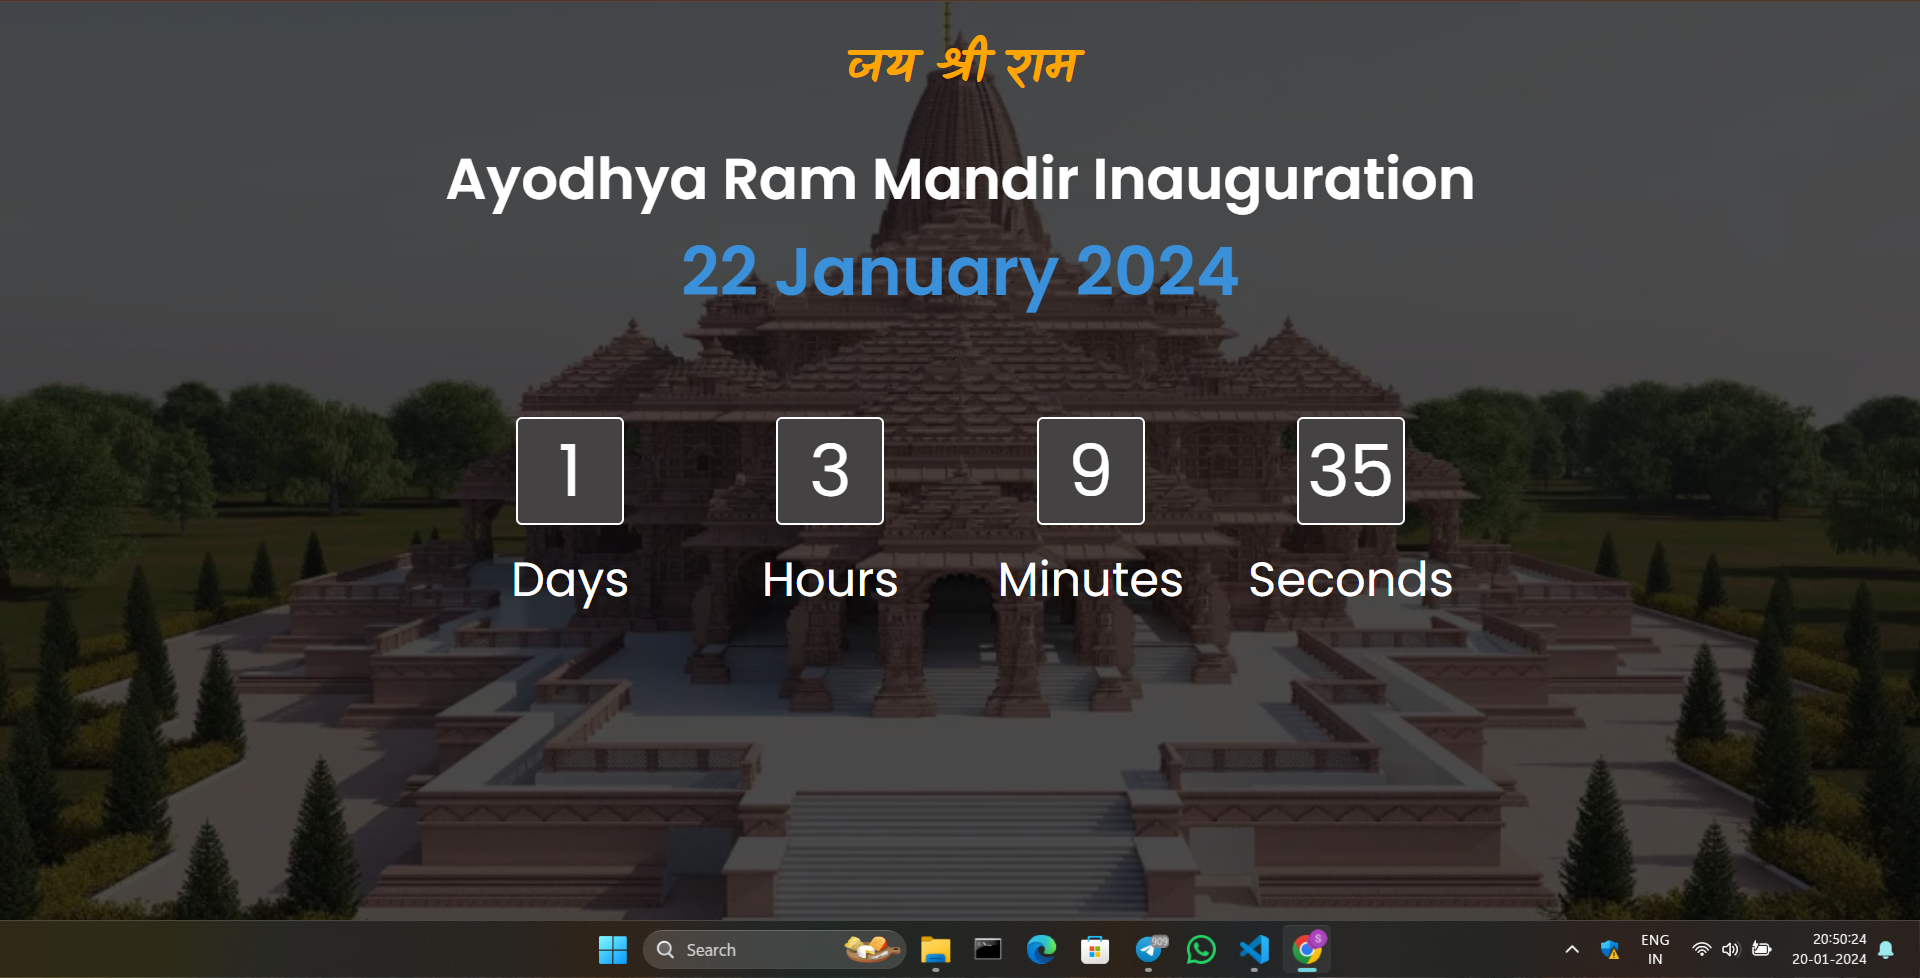 जय श्री राम
Ayodhya Ram Mandir Inauguration
22 January 2024
1 3 9 35
Days Hours Minutes Seconds
Search
909
S
ENG
IN
20:50:24
20-01-2024